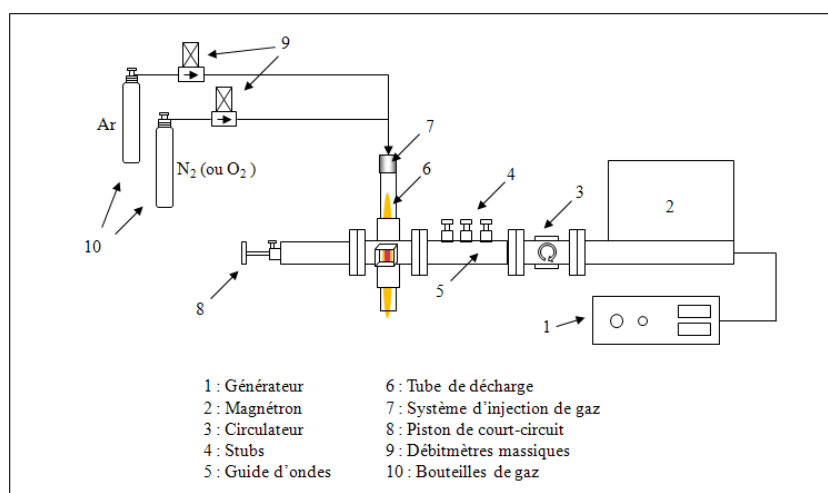 9
Ar
7
N₂ (ou O₂)
6
4
3
2
10
5
8
1
1 : Générateur
2 : Magnétron
3 : Circulateur
4 : Stubs
5 : Guide d'ondes
6 : Tube de décharge
7 : Système d'injection de gaz
8 : Piston de court-circuit
9 : Débitmètres massiques
10 : Bouteilles de gaz